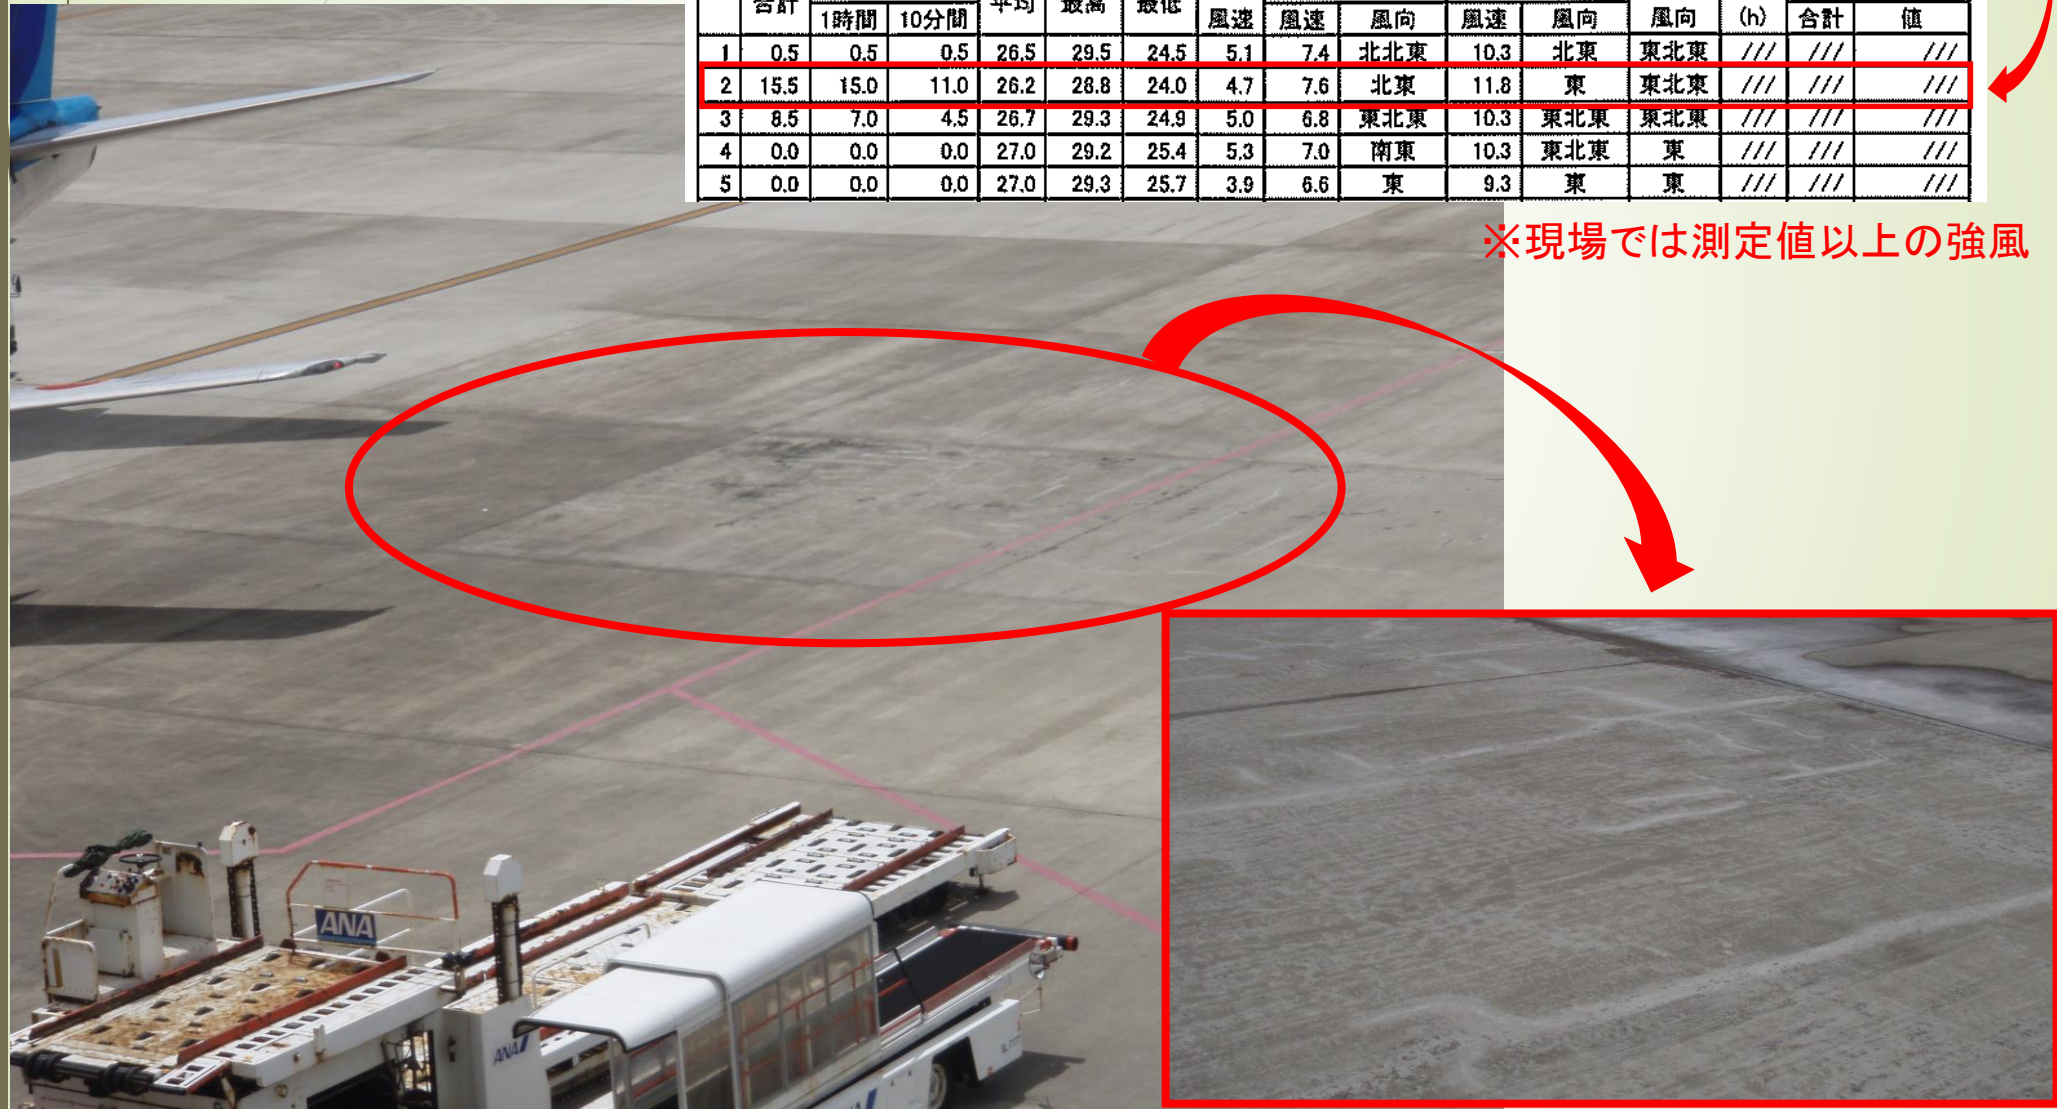 合計 1時間 10分間 平均 最高 最低 風速 風速 風向 風速 風向 風向 (h) 合計 値
1 0.5 0.5 0.5 26.5 29.5 24.5 5.1 7.4 北北東 10.3 北東 東北東 /// /// ///
2 15.5 15.0 11.0 26.2 28.8 24.0 4.7 7.6 北東 11.8 東 東北東 /// /// ///
3 8.5 7.0 4.5 26.7 29.3 24.9 5.0 6.8 東北東 10.3 東北東 東北東 /// /// ///
4 0.0 0.0 0.0 27.0 29.2 25.4 5.3 7.0 南東 10.3 東北東 東 /// /// ///
5 0.0 0.0 0.0 27.0 29.3 25.7 3.9 6.6 東 9.3 東 東 /// /// ///
※現場では測定値以上の強風
ANA
ANA
ANA